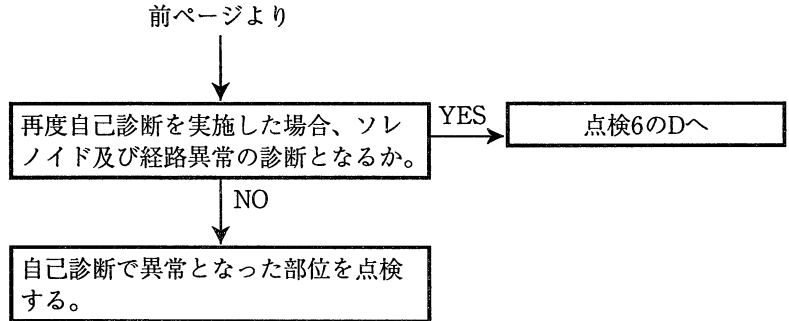 前ページより
再度自己診断を実施した場合、ソレ
ノイド及び経路異常の診断となるか。
YES
点検6のDへ
NO
自己診断で異常となった部位を点検
する。